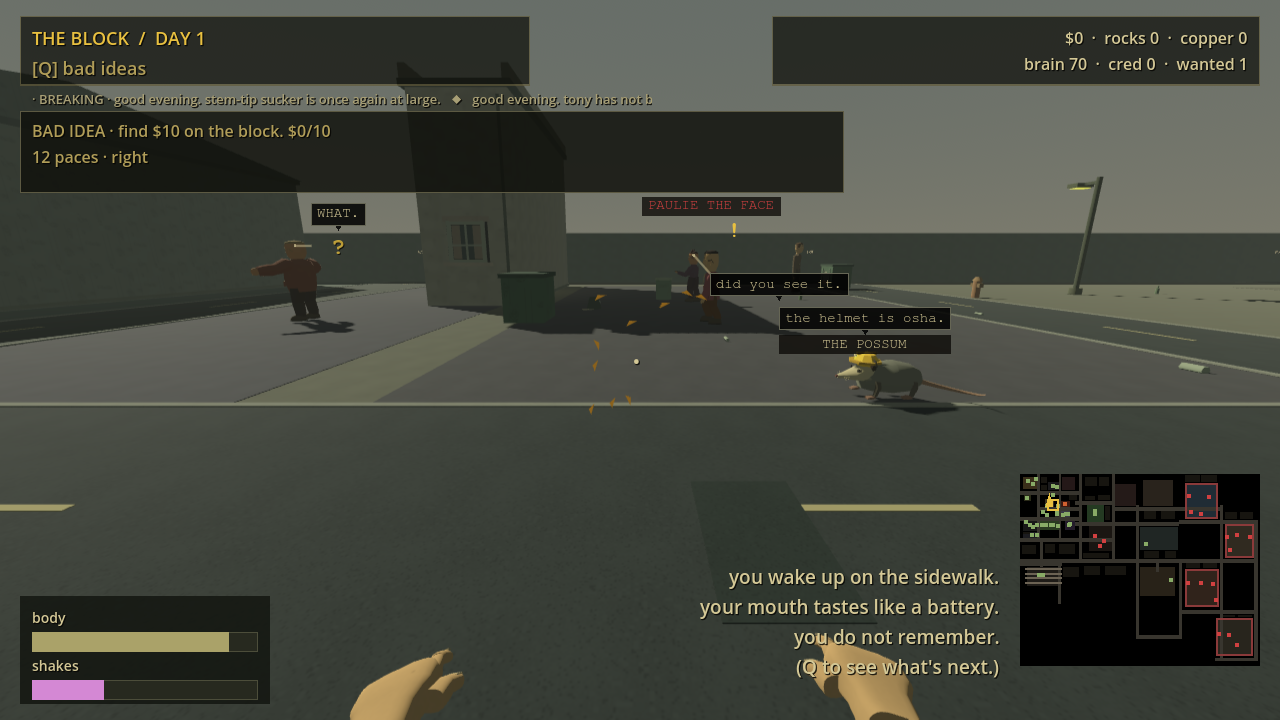 THE BLOCK / DAY 1
[Q] bad ideas
$0 · rocks 0 · copper 0
brain 70 · cred 0 · wanted 1
· BREAKING · good evening. stem-tip sucker is once again at large. ◆ good evening. tony has not b
BAD IDEA · find $10 on the block. $0/10
12 paces · right
PAULIE THE FACE
WHAT.
!
?
did you see it.
the helmet is osha.
THE POSSUM
you wake up on the sidewalk.
your mouth tastes like a battery.
you do not remember.
(Q to see what's next.)
body
shakes